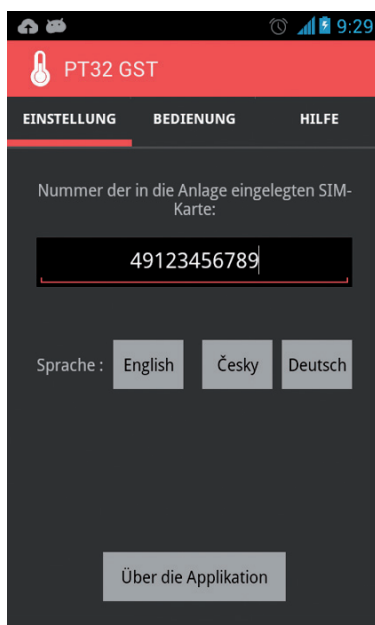 9:29
PT32 GST
EINSTELLUNG BEDIENUNG HILFE
Nummer der in die Anlage eingelegten SIM-
Karte:
49123456789
Sprache : English Česky Deutsch
Über die Applikation